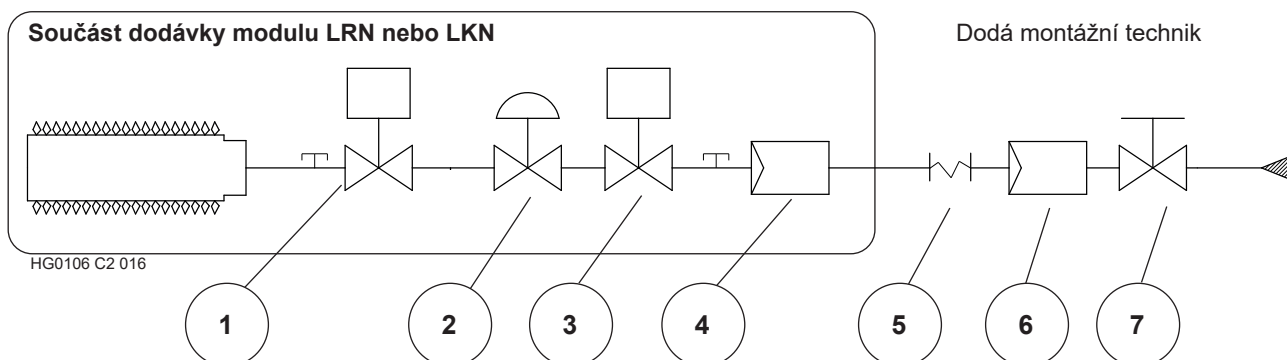 Součást dodávky modulu LRN nebo LKN
Dodá montážní technik
HG0106 C2 016
1
2
3
4
5
6
7